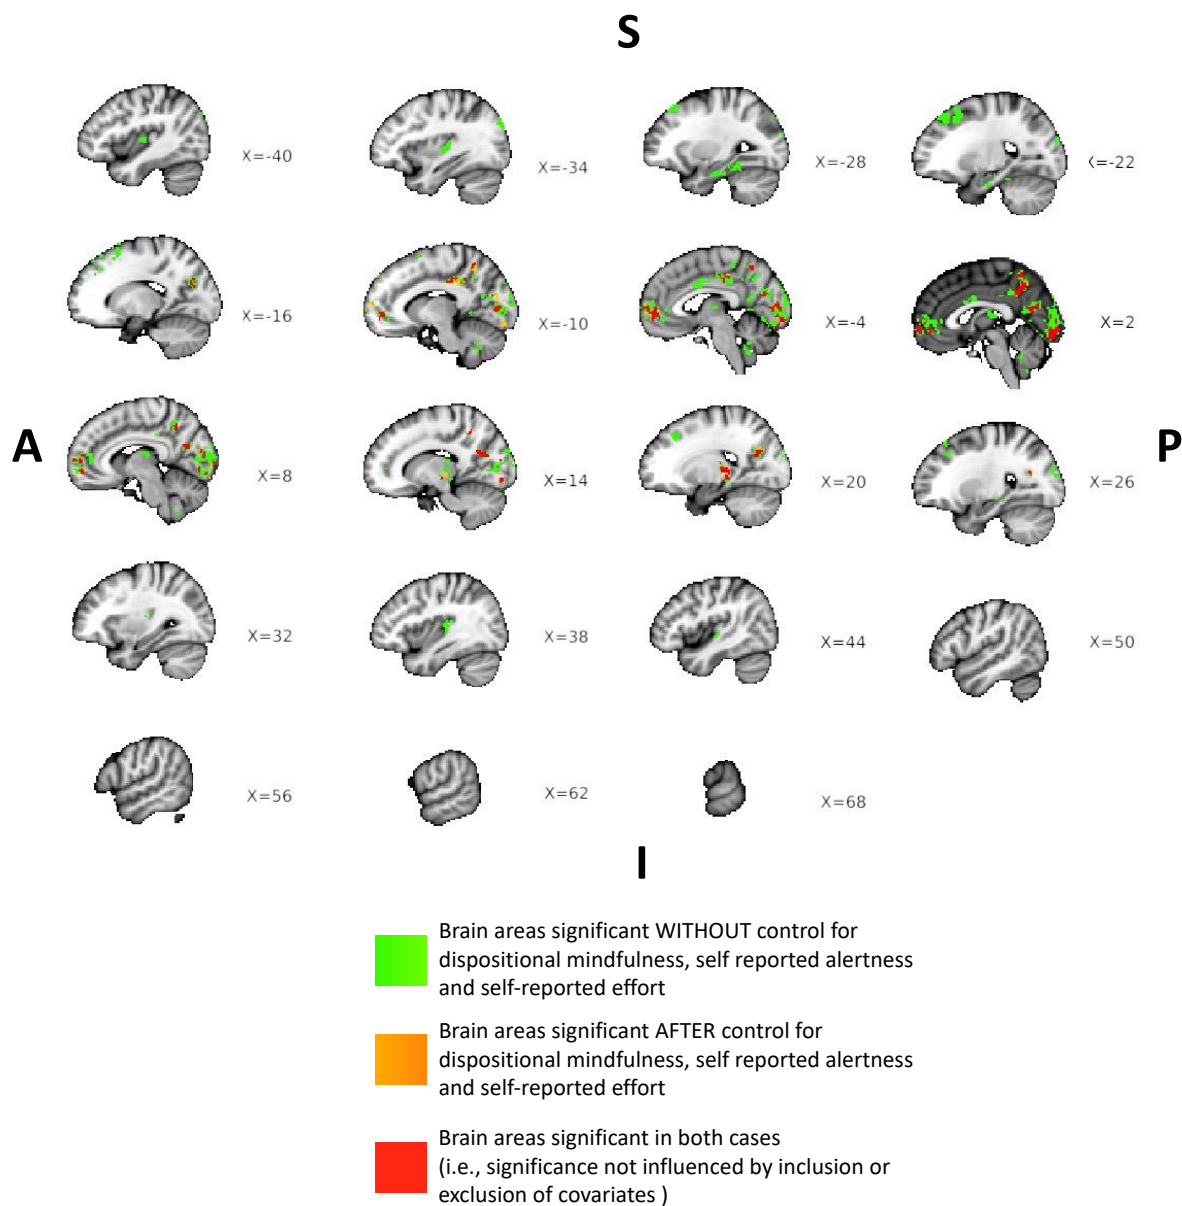 S
X=-40
X=-34
X=-28
X=-22
X=-16
X=-10
X=-4
X=2
A
P
X=8
X=14
X=20
X=26
X=32
X=38
X=44
X=50
X=56
X=62
X=68
I
Brain areas significant WITHOUT control for
dispositional mindfulness, self reported alertness
and self-reported effort
Brain areas significant AFTER control for
dispositional mindfulness, self reported alertness
and self-reported effort
Brain areas significant in both cases
(i.e., significance not influenced by inclusion or
exclusion of covariates )